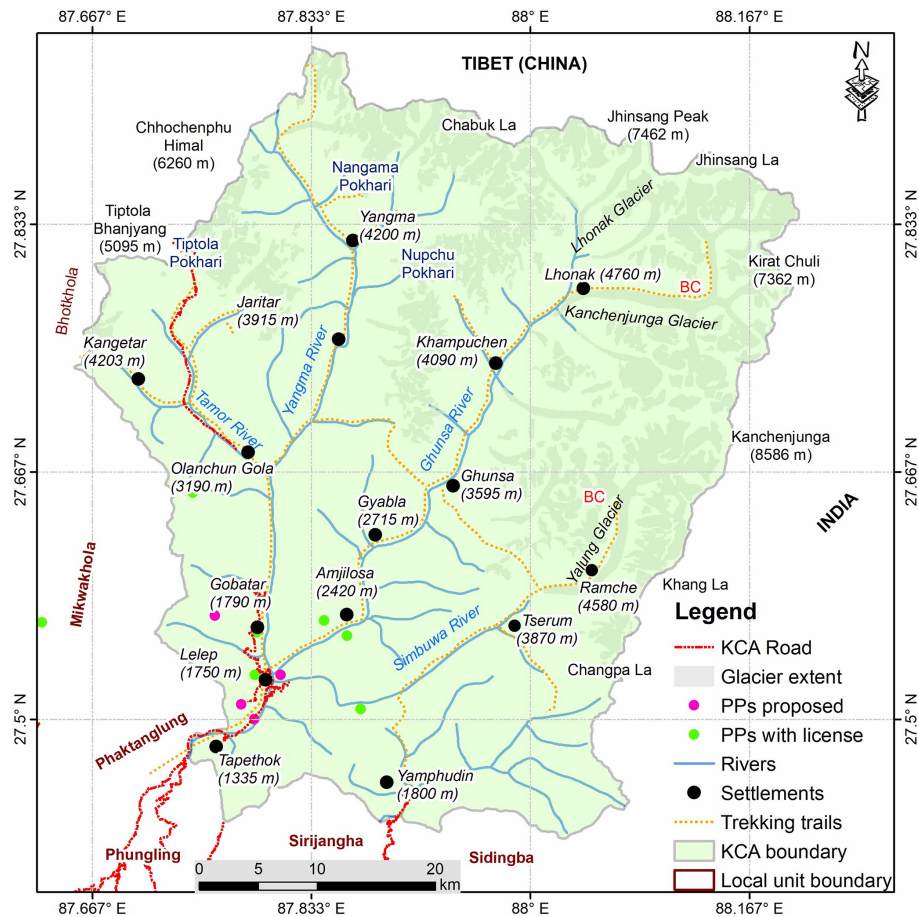 87.667° E
87.833° E
88° E
88.167° E
N
TIBET (CHINA)
Chhochenphu
Himal
(6260 m)
Chabuk La
Jhinsang Peak
(7462 m)
Jhinsang La
Nangama
Pokhari
Lhonak Glacier
27.833° N
27.833° N
Tiptola
Bhanjyang
(5095 m)
Tiptola
Pokhari
Yangma
(4200 m)
Nupchu
Pokhari
Lhonak (4760 m)
Kirat Chuli
(7362 m)
BC
Bhotkhola
Jaritar
(3915 m)
Kanchenjunga Glacier
Kangetar
(4203 m)
Yangma River
Khampuchen
(4090 m)
Tamor River
Ghunsa River
Kanchenjunga
(8586 m)
27.667° N
27.667° N
Olanchun Gola
(3190 m)
Ghunsa
(3595 m)
Gyabla
(2715 m)
BC
Yalung Glacier
INDIA
Mikwakhola
Gobatar
(1790 m)
Amjilosa
(2420 m)
Ramche
(4580 m)
Khang La
Simbuwa River
Tserum
(3870 m)
Lelep
(1750 m)
Changpa La
27.5° N
27.5° N
Phaktanglung
Tapethok
(1335 m)
Yamphudin
(1800 m)
Phungling
Sirijangha
Sidingba
0 5 10 20
km
Legend
KCA Road
Glacier extent
PPs proposed
PPs with license
Rivers
Settlements
Trekking trails
KCA boundary
Local unit boundary
87.667° E
87.833° E
88° E
88.167° E